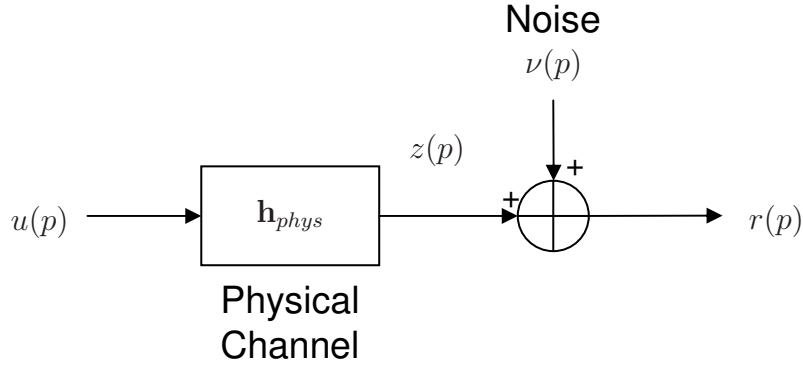 Noise
ν(p)
z(p)
+
+
u(p)
h_phys
r(p)
Physical
Channel